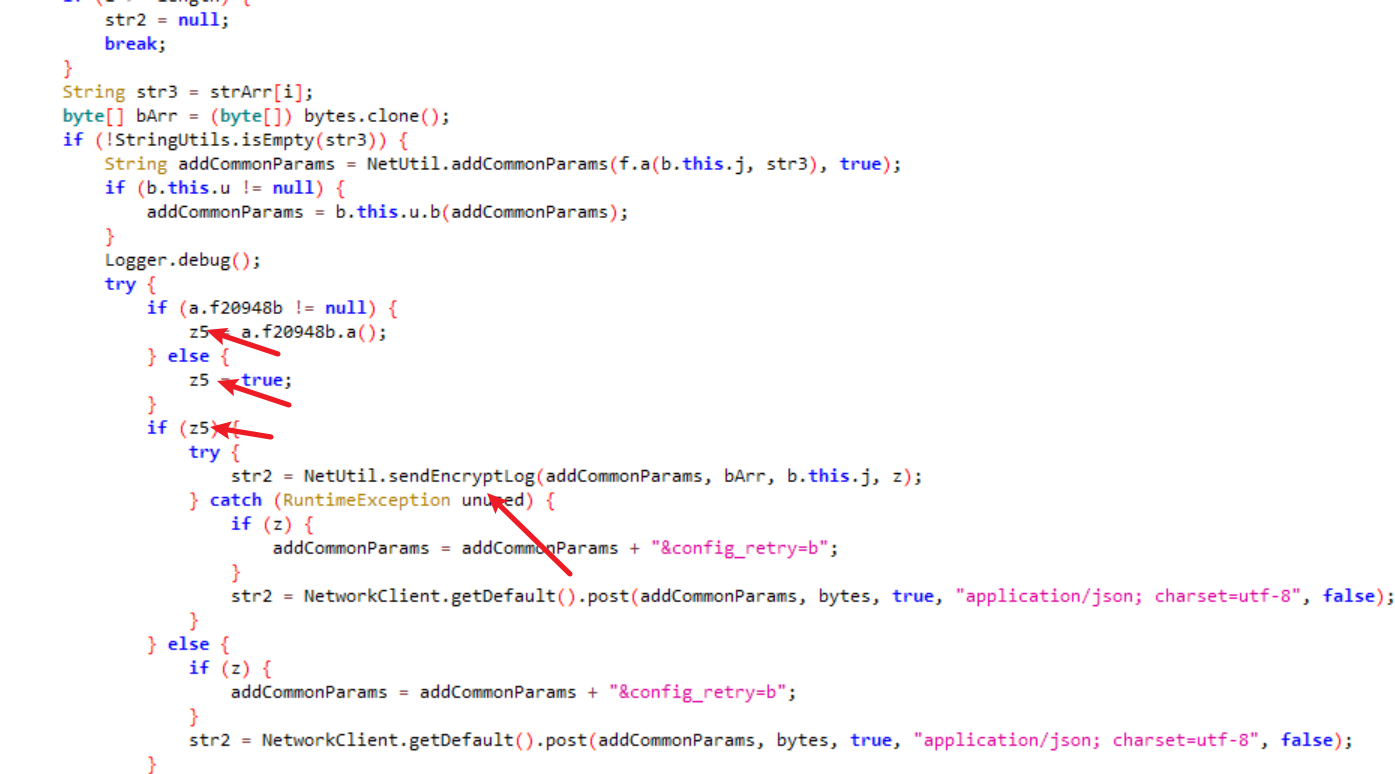 str2 = null;
break;
}
String str3 = strArr[i];
byte[] bArr = (byte[]) bytes.clone();
if (!StringUtils.isEmpty(str3)) {
String addCommonParams = NetUtil.addCommonParams(f.a(b.this.j, str3), true);
if (b.this.u != null) {
addCommonParams = b.this.u.b(addCommonParams);
}
Logger.debug();
try {
if (a.f20948b != null) {
z5 = a.f20948b.a();
} else {
z5 = true;
}
if (z5) {
try {
str2 = NetUtil.sendEncryptLog(addCommonParams, bArr, b.this.j, z);
} catch (RuntimeException unused) {
if (z) {
addCommonParams = addCommonParams + "&config_retry=b";
}
str2 = NetworkClient.getDefault().post(addCommonParams, bytes, true, "application/json; charset=utf-8", false);
}
} else {
if (z) {
addCommonParams = addCommonParams + "&config_retry=b";
}
str2 = NetworkClient.getDefault().post(addCommonParams, bytes, true, "application/json; charset=utf-8", false);
}